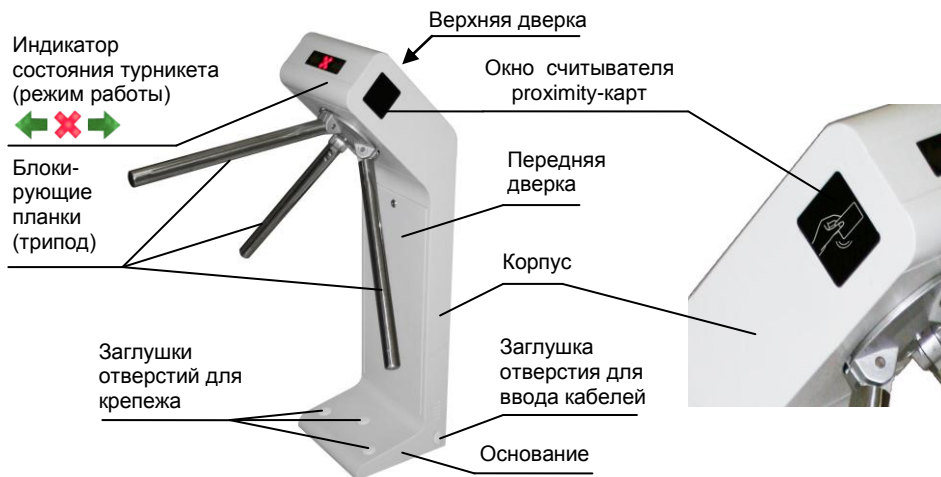 Индикатор
состояния турникета
(режим работы)
Блоки-
рующие
планки
(трипод)
Верхняя дверка
Окно считывателя
proximity-карт
Передняя
дверка
Корпус
Заглушки
отверстий для
крепежа
Заглушка
отверстия для
ввода кабелей
Основание